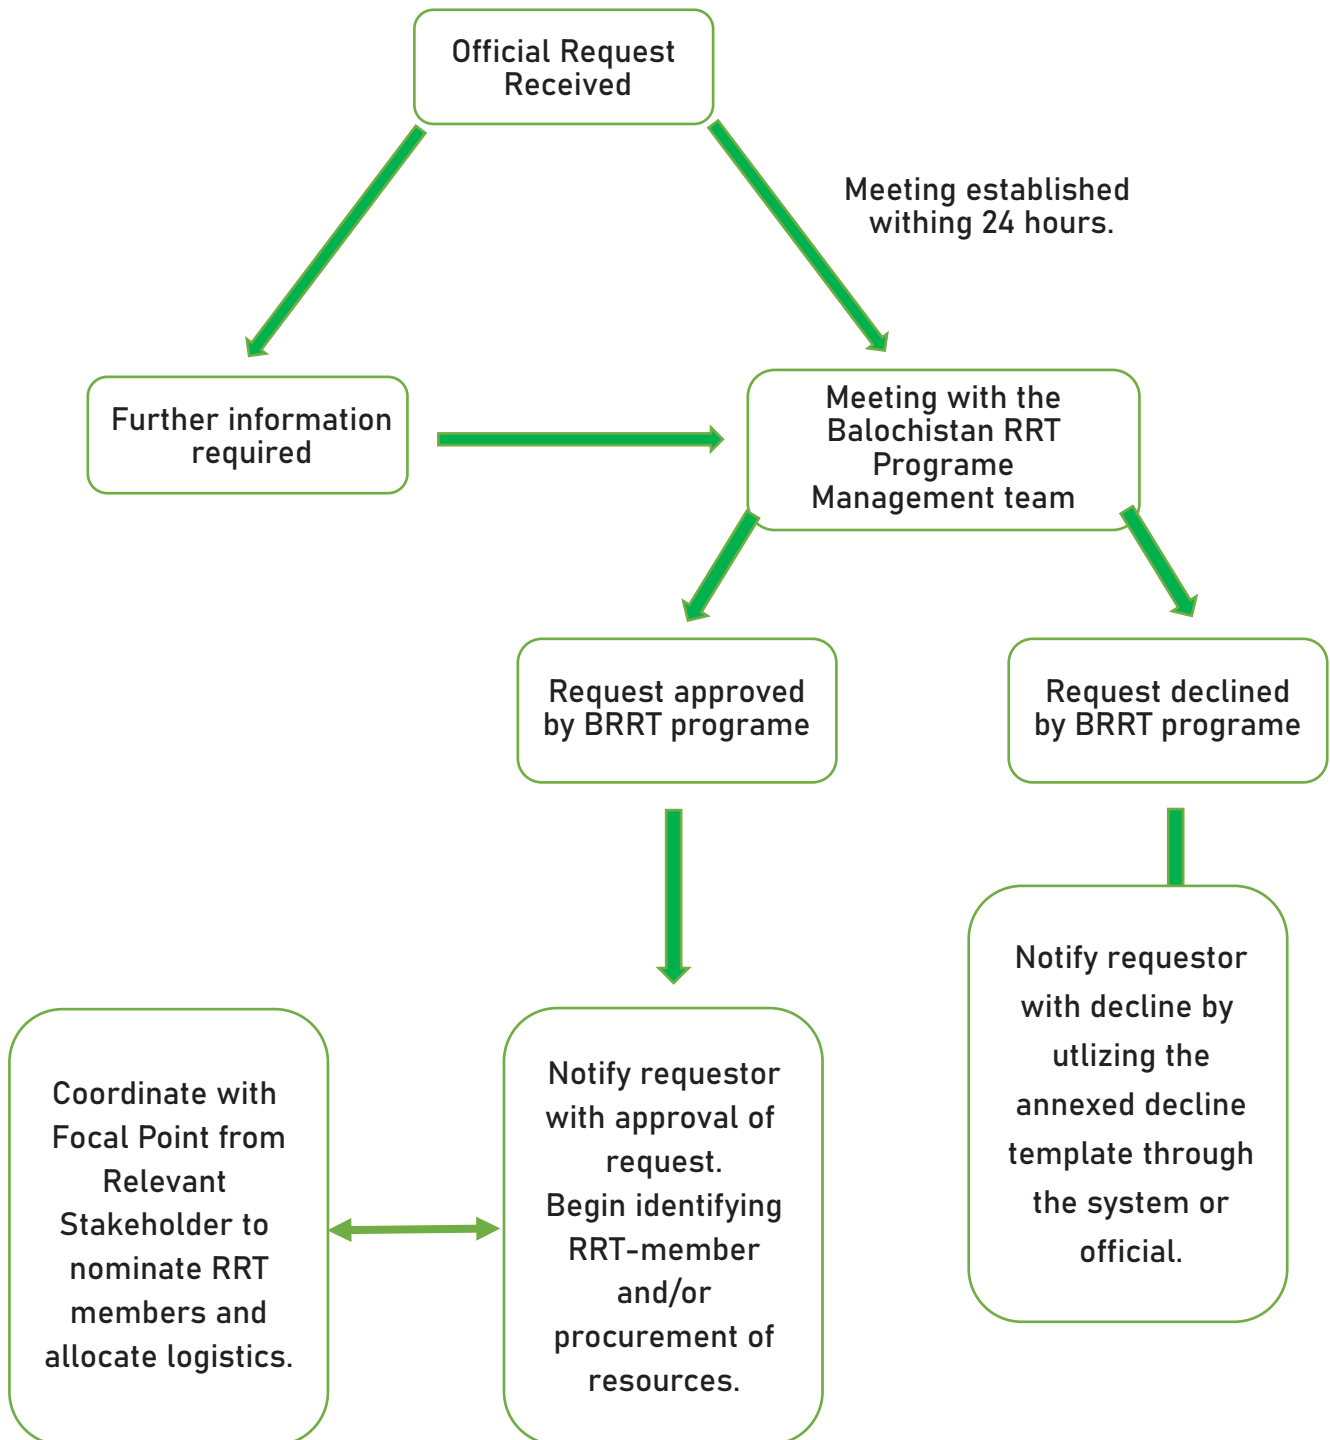 Official Request
Received
Meeting established
withing 24 hours.
Further information
required
Meeting with the
Balochistan RRT
Programe
Management team
Request approved
by BRRT programe
Request declined
by BRRT programe
Coordinate with
Focal Point from
Relevant
Stakeholder to
nominate RRT
members and
allocate logistics.
Notify requestor
with approval of
request.
Begin identifying
RRT-member
and/or
procurement of
resources.
Notify requestor
with decline by
utlizing the
annexed decline
template through
the system or
official.